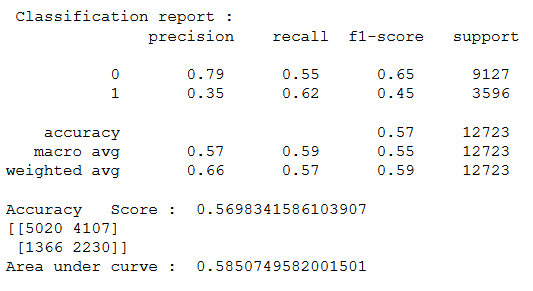 Classification report :
precision recall f1-score support
0 0.79 0.55 0.65 9127
1 0.35 0.62 0.45 3596
accuracy 0.57 12723
macro avg 0.57 0.59 0.55 12723
weighted avg 0.66 0.57 0.59 12723
Accuracy Score : 0.5698341586103907
[[5020 4107]
[1366 2230]]
Area under curve : 0.5850749582001501